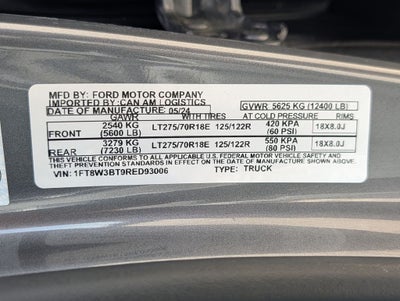 MFD BY: FORD MOTOR COMPANY
IMPORTED BY: CAN AM LOGISTICS
DATE OF MANUFACTURE: 05/24 GVWR 5625 KG (12400 LB)
GAWR WITH TIRES AT COLD PRESSURE RIMS
2540 KG LT275/70R18E 125/122R 420 KPA 18X8.0J
FRONT (5600 LB) (60 PSI)
3279 KG LT275/70R18E 125/122R 550 KPA 18X8.0J
REAR (7230 LB) (80 PSI)
THIS VEHICLE CONFORMS TO ALL APPLICABLE U.S. FEDERAL MOTOR VEHICLE SAFETY AND
THEFT PREVENTION STANDARDS IN EFFECT ON THE DATE OF MANUFACTURE SHOWN ABOVE.
VIN: 1FT8W3BT9RED93006 TYPE: TRUCK